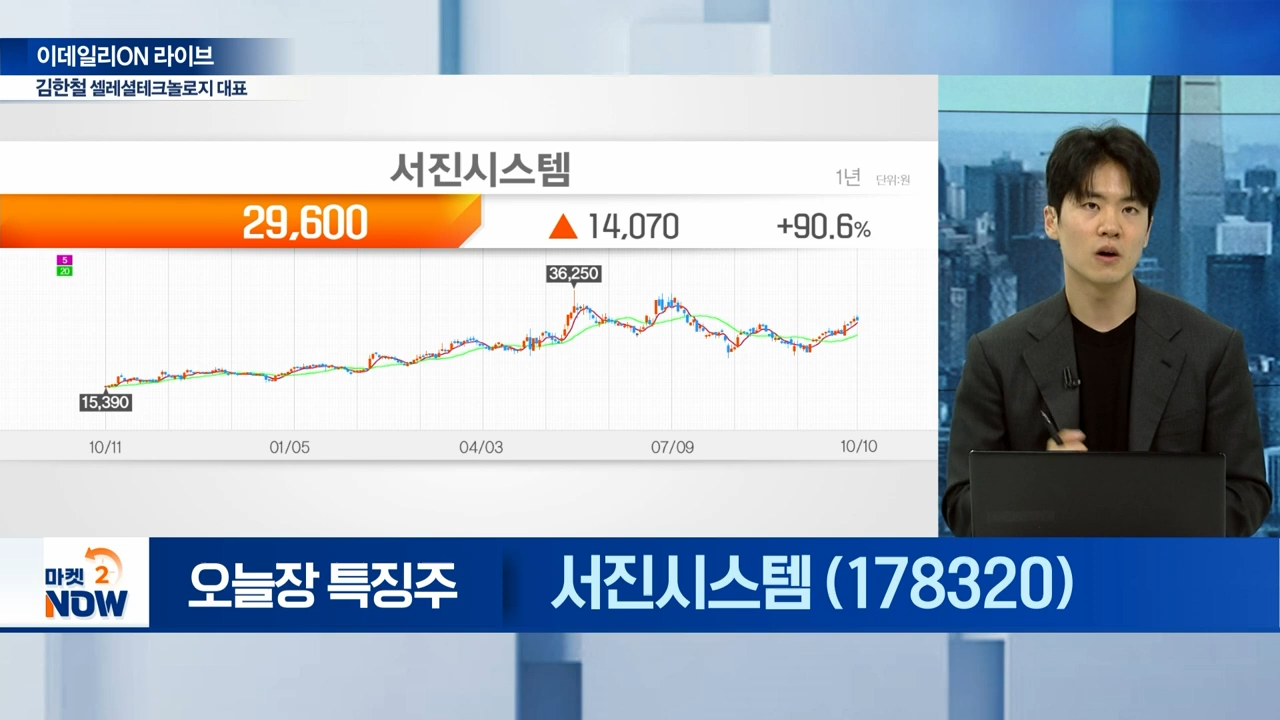 이데일리ON 라이브
김한철 셀레셜테크놀로지 대표
서진시스템
1년 단위:원
29,600 ▲ 14,070 +90.6%
5
20
36,250
15,390
10/11 01/05 04/03 07/09 10/10
마켓 2
NOW
오늘장 특징주 서진시스템 (178320)